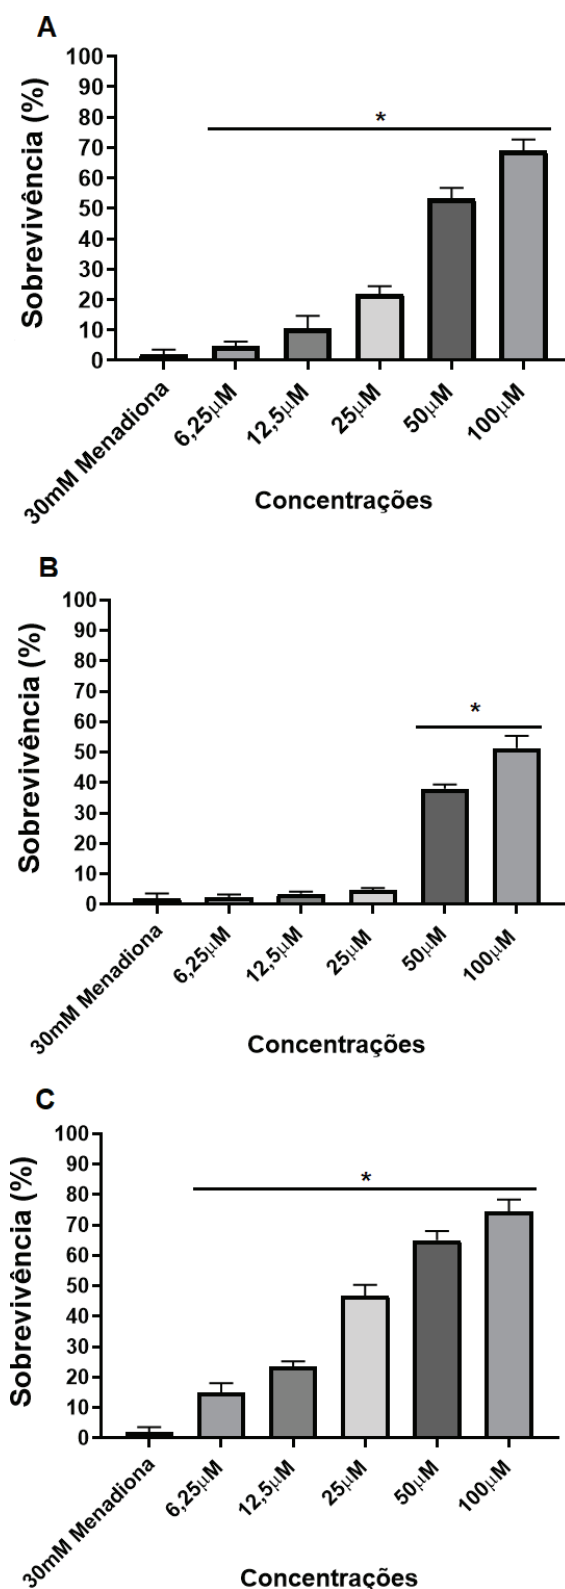 A
Sobrevivência (%)
100
90
80
70
60
50
40
30
20
10
0
*
30mM Menadiona
6,25μM
12,5μM
25μM
50μM
100μM
Concentrações
B
Sobrevivência (%)
100
90
80
70
60
50
40
30
20
10
0
*
30mM Menadiona
6,25μM
12,5μM
25μM
50μM
100μM
Concentrações
C
Sobrevivência (%)
100
90
80
70
60
50
40
30
20
10
0
*
30mM Menadiona
6,25μM
12,5μM
25μM
50μM
100μM
Concentrações